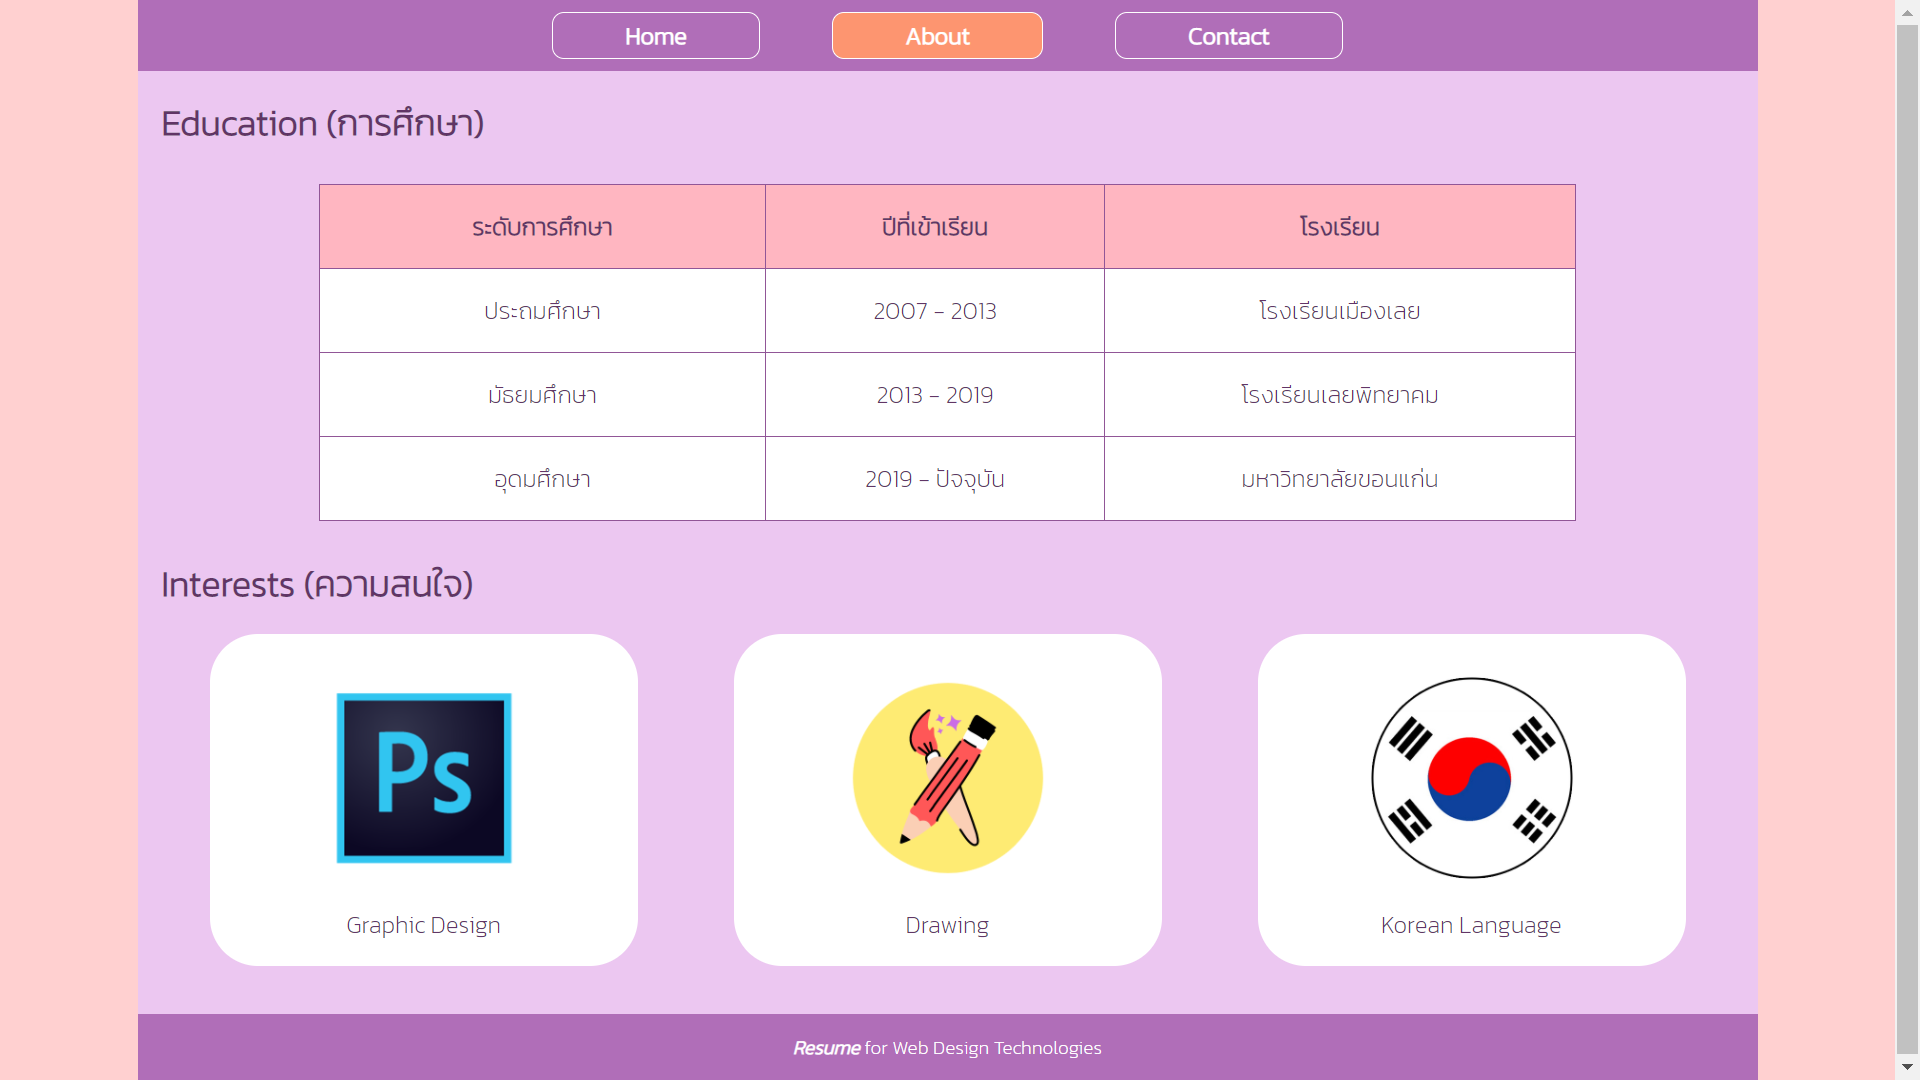 Home About Contact
Education (การศึกษา)
ระดับการศึกษา ปีที่เข้าเรียน โรงเรียน
ประถมศึกษา 2007 - 2013 โรงเรียนเมืองเลย
มัธยมศึกษา 2013 - 2019 โรงเรียนเลยพิทยาคม
อุดมศึกษา 2019 - ปัจจุบัน มหาวิทยาลัยขอนแก่น
Interests (ความสนใจ)
Ps
Graphic Design Drawing Korean Language
Resume for Web Design Technologies